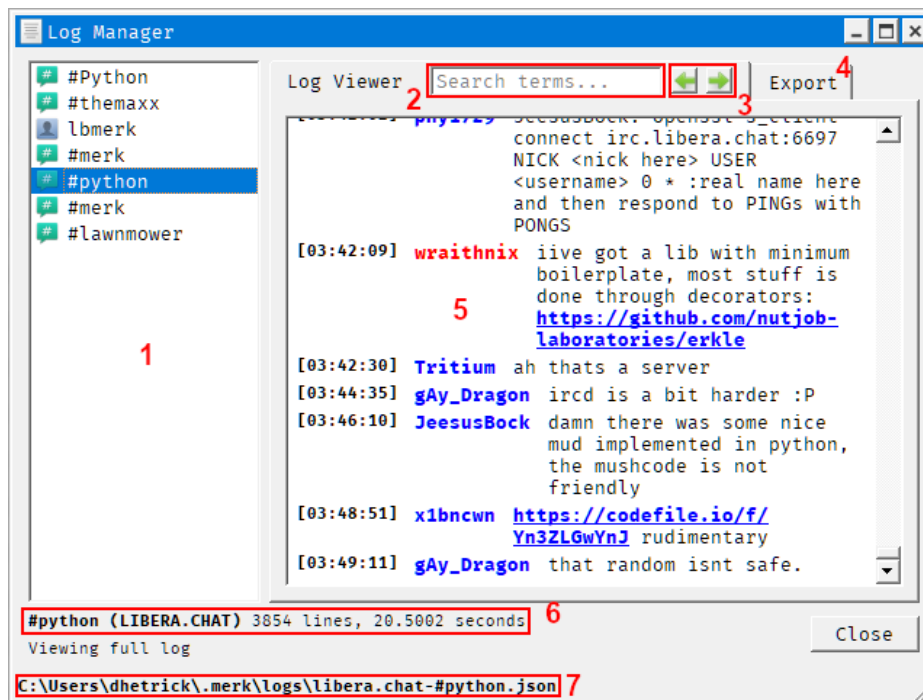 Log Manager
#Python
#themaxx
lbmerk
#merk
#python
#merk
#lawnmower
1
Log Viewer
2
Search terms...
3
4
Export
phy1729
connect irc.libera.chat:6697
NICK <nick here> USER
<username> 0 * :real name here
and then respond to PINGs with
PONGS
[03:42:09] wraithnix iive got a lib with minimum
boilerplate, most stuff is
done through decorators:
https://github.com/nutjob-
laboratories/erkle
5
[03:42:30] Tritium ah thats a server
[03:44:35] gAy_Dragon ircd is a bit harder :P
[03:46:10] JeesusBock damn there was some nice
mud implemented in python,
the mushcode is not
friendly
[03:48:51] x1bncwn https://codefile.io/f/
Yn3ZLGwYnJ rudimentary
[03:49:11] gAy_Dragon that random isnt safe.
#python (LIBERA.CHAT) 3854 lines, 20.5002 seconds
6
Viewing full log
Close
C:\Users\dhetrick\.merk\logs\libera.chat-#python.json
7